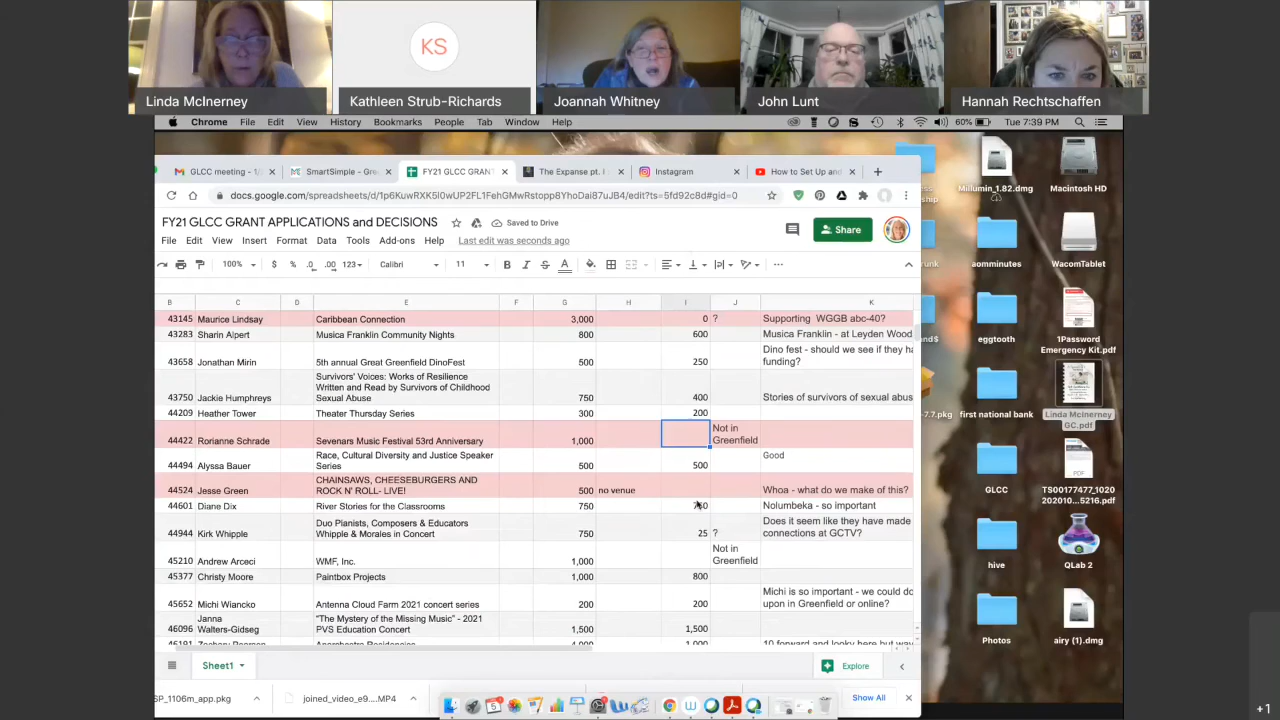 KS
Linda McInerney
Kathleen Strub-Richards
Joannah Whitney
John Lunt
Hannah Rechtschaffen
Chrome File Edit View History Bookmarks People Tab Window Help
60% Tue 7:39 PM
GLCC meeting - 1/
SmartSimple - Gre
FY21 GLCC GRANT
The Expanse pt. I
Instagram
How to Set Up and
docs.google.com/spreadsheets/d/1p6KuwRXK5l0wUP2FL1FehGMwRstopp8YhoDai87uJrw/edit?ts=5fd92c8d#gid=0
FY21 GLCC GRANT APPLICATIONS and DECISIONS
Saved to Drive
File Edit View Insert Format Data Tools Add-ons Help Last edit was seconds ago
Share
100% $ % .0 .00 123 Calibri 11 B I S A
B C D E F G H I J K
43145 Maurice Lindsay Caribbean Connection 3,000 0 ? Supporting WGGB abc-40?
43283 Sharin Alpert Musica Franklin Community Nights 800 600 Musica Franklin - at Leyden Wood
Dino fest - should we see if they ha
43658 Jonathan Mirin 5th annual Great Greenfield DinoFest 500 250 funding?
Survivors' Voices: Works of Resilience
Written and Read by Survivors of Childhood
43750 Jackie Humphreys Sexual Abuse 750 400 Stories of survivors of sexual abus
44209 Heather Tower Theater Thursday Series 300 200
Not in
44422 Rorianne Schrade Sevenars Music Festival 53rd Anniversary 1,000 Greenfield
Race, Cultural Diversity and Justice Speaker Good
44494 Alyssa Bauer Series 500 500
CHAINSAWS, CHEESEBURGERS AND
44524 Jesse Green ROCK N' ROLL- LIVE! 500 no venue Whoa - what do we make of this?
44601 Diane Dix River Stories for the Classrooms 750 Nolumbeka - so important
Duo Pianists, Composers & Educators Does it seem like they have made
44944 Kirk Whipple Whipple & Morales in Concert 750 25 ? connections at GCTV?
Not in
45210 Andrew Arceci WMF, Inc. 1,000 Greenfield
45377 Christy Moore Paintbox Projects 1,000 800
Michi is so important - we could do
45652 Michi Wiancko Antenna Cloud Farm 2021 concert series 200 200 upon in Greenfield or online?
Janna "The Mystery of the Missing Music" - 2021
46096 Walters-Gidseg PVS Education Concert 1,500 1,500
Sheet1
Explore
SP_1106m_app.pkg
joined_video_e9....MP4
Show All
Millumin_1.82.dmg
Macintosh HD
aomminutes
WacomTablet
eggtooth
1Password
Emergency Kit.pdf
first national bank
Linda McInerney
GC.pdf
-7.7.pkg
PDF
GLCC
TS00177477_1020
202010...5216.pdf
hive
QLab 2
Photos
airy (1).dmg
+1